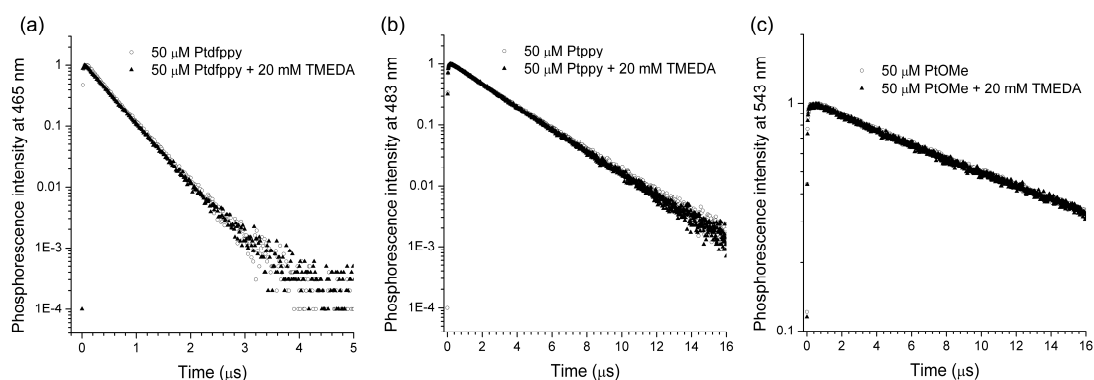 (a)
50 μM Ptdfppy
50 μM Ptdfppy + 20 mM TMEDA
Phosphorescence intensity at 465 nm
1
0.1
0.01
1E-3
1E-4
0 1 2 3 4 5
Time (μs)
(b)
50 μM Ptppy
50 μM Ptppy + 20 mM TMEDA
Phosphorescence intensity at 483 nm
1
0.1
0.01
1E-3
1E-4
0 2 4 6 8 10 12 14 16
Time (μs)
(c)
50 μM PtOMe
50 μM PtOMe + 20 mM TMEDA
Phosphorescence intensity at 543 nm
1
0.1
0 2 4 6 8 10 12 14 16
Time (μs)